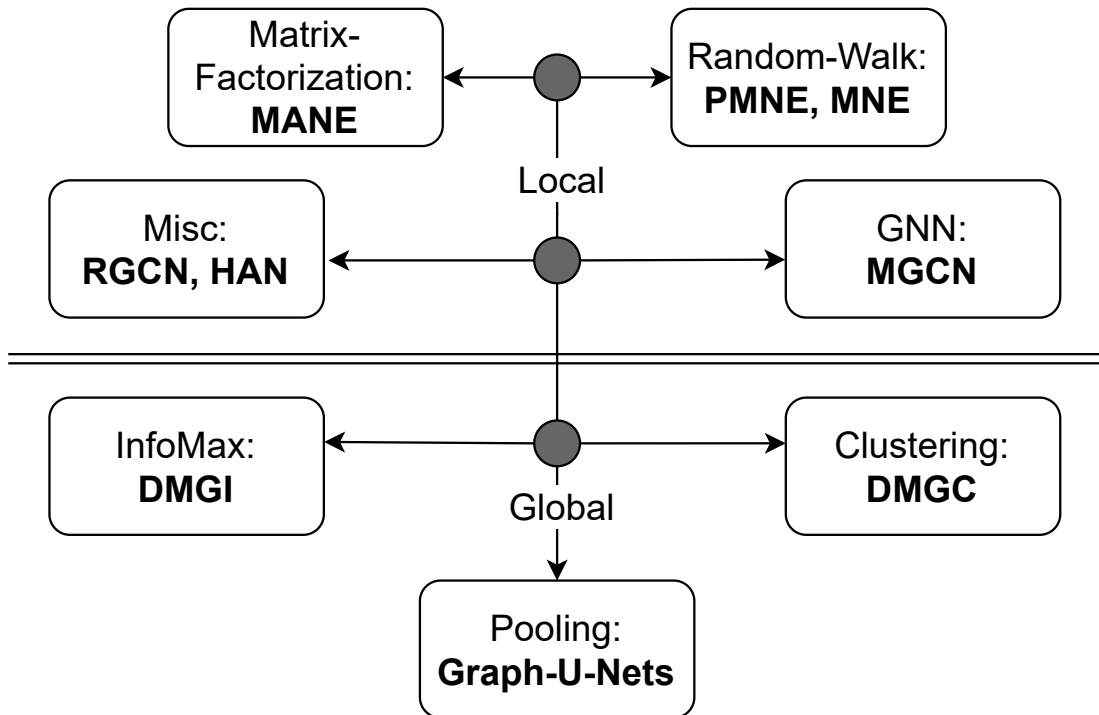 Matrix-
Factorization:
MANE
Random-Walk:
PMNE, MNE
Local
Misc:
RGCN, HAN
GNN:
MGCN
InfoMax:
DMGI
Clustering:
DMGC
Global
Pooling:
Graph-U-Nets